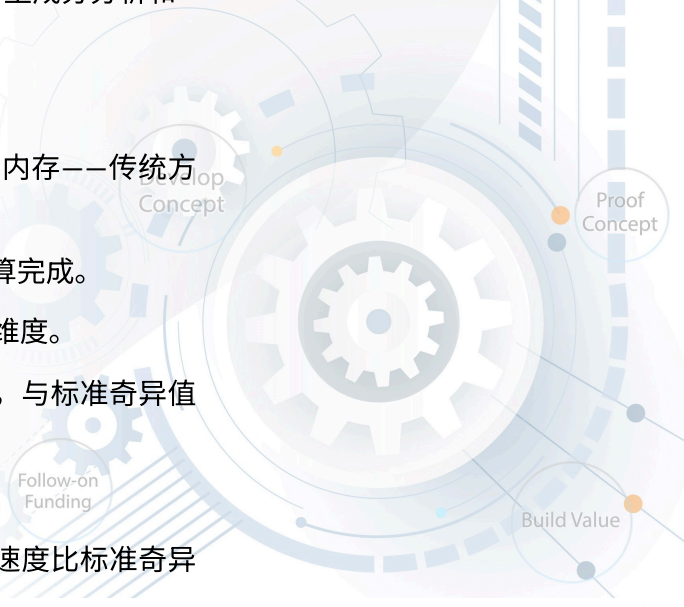 内存——传统方
Develop
Concept
Proof
Concept
算完成。
维度。
，与标准奇异值
Follow-on
Funding
Build Value
速度比标准奇异